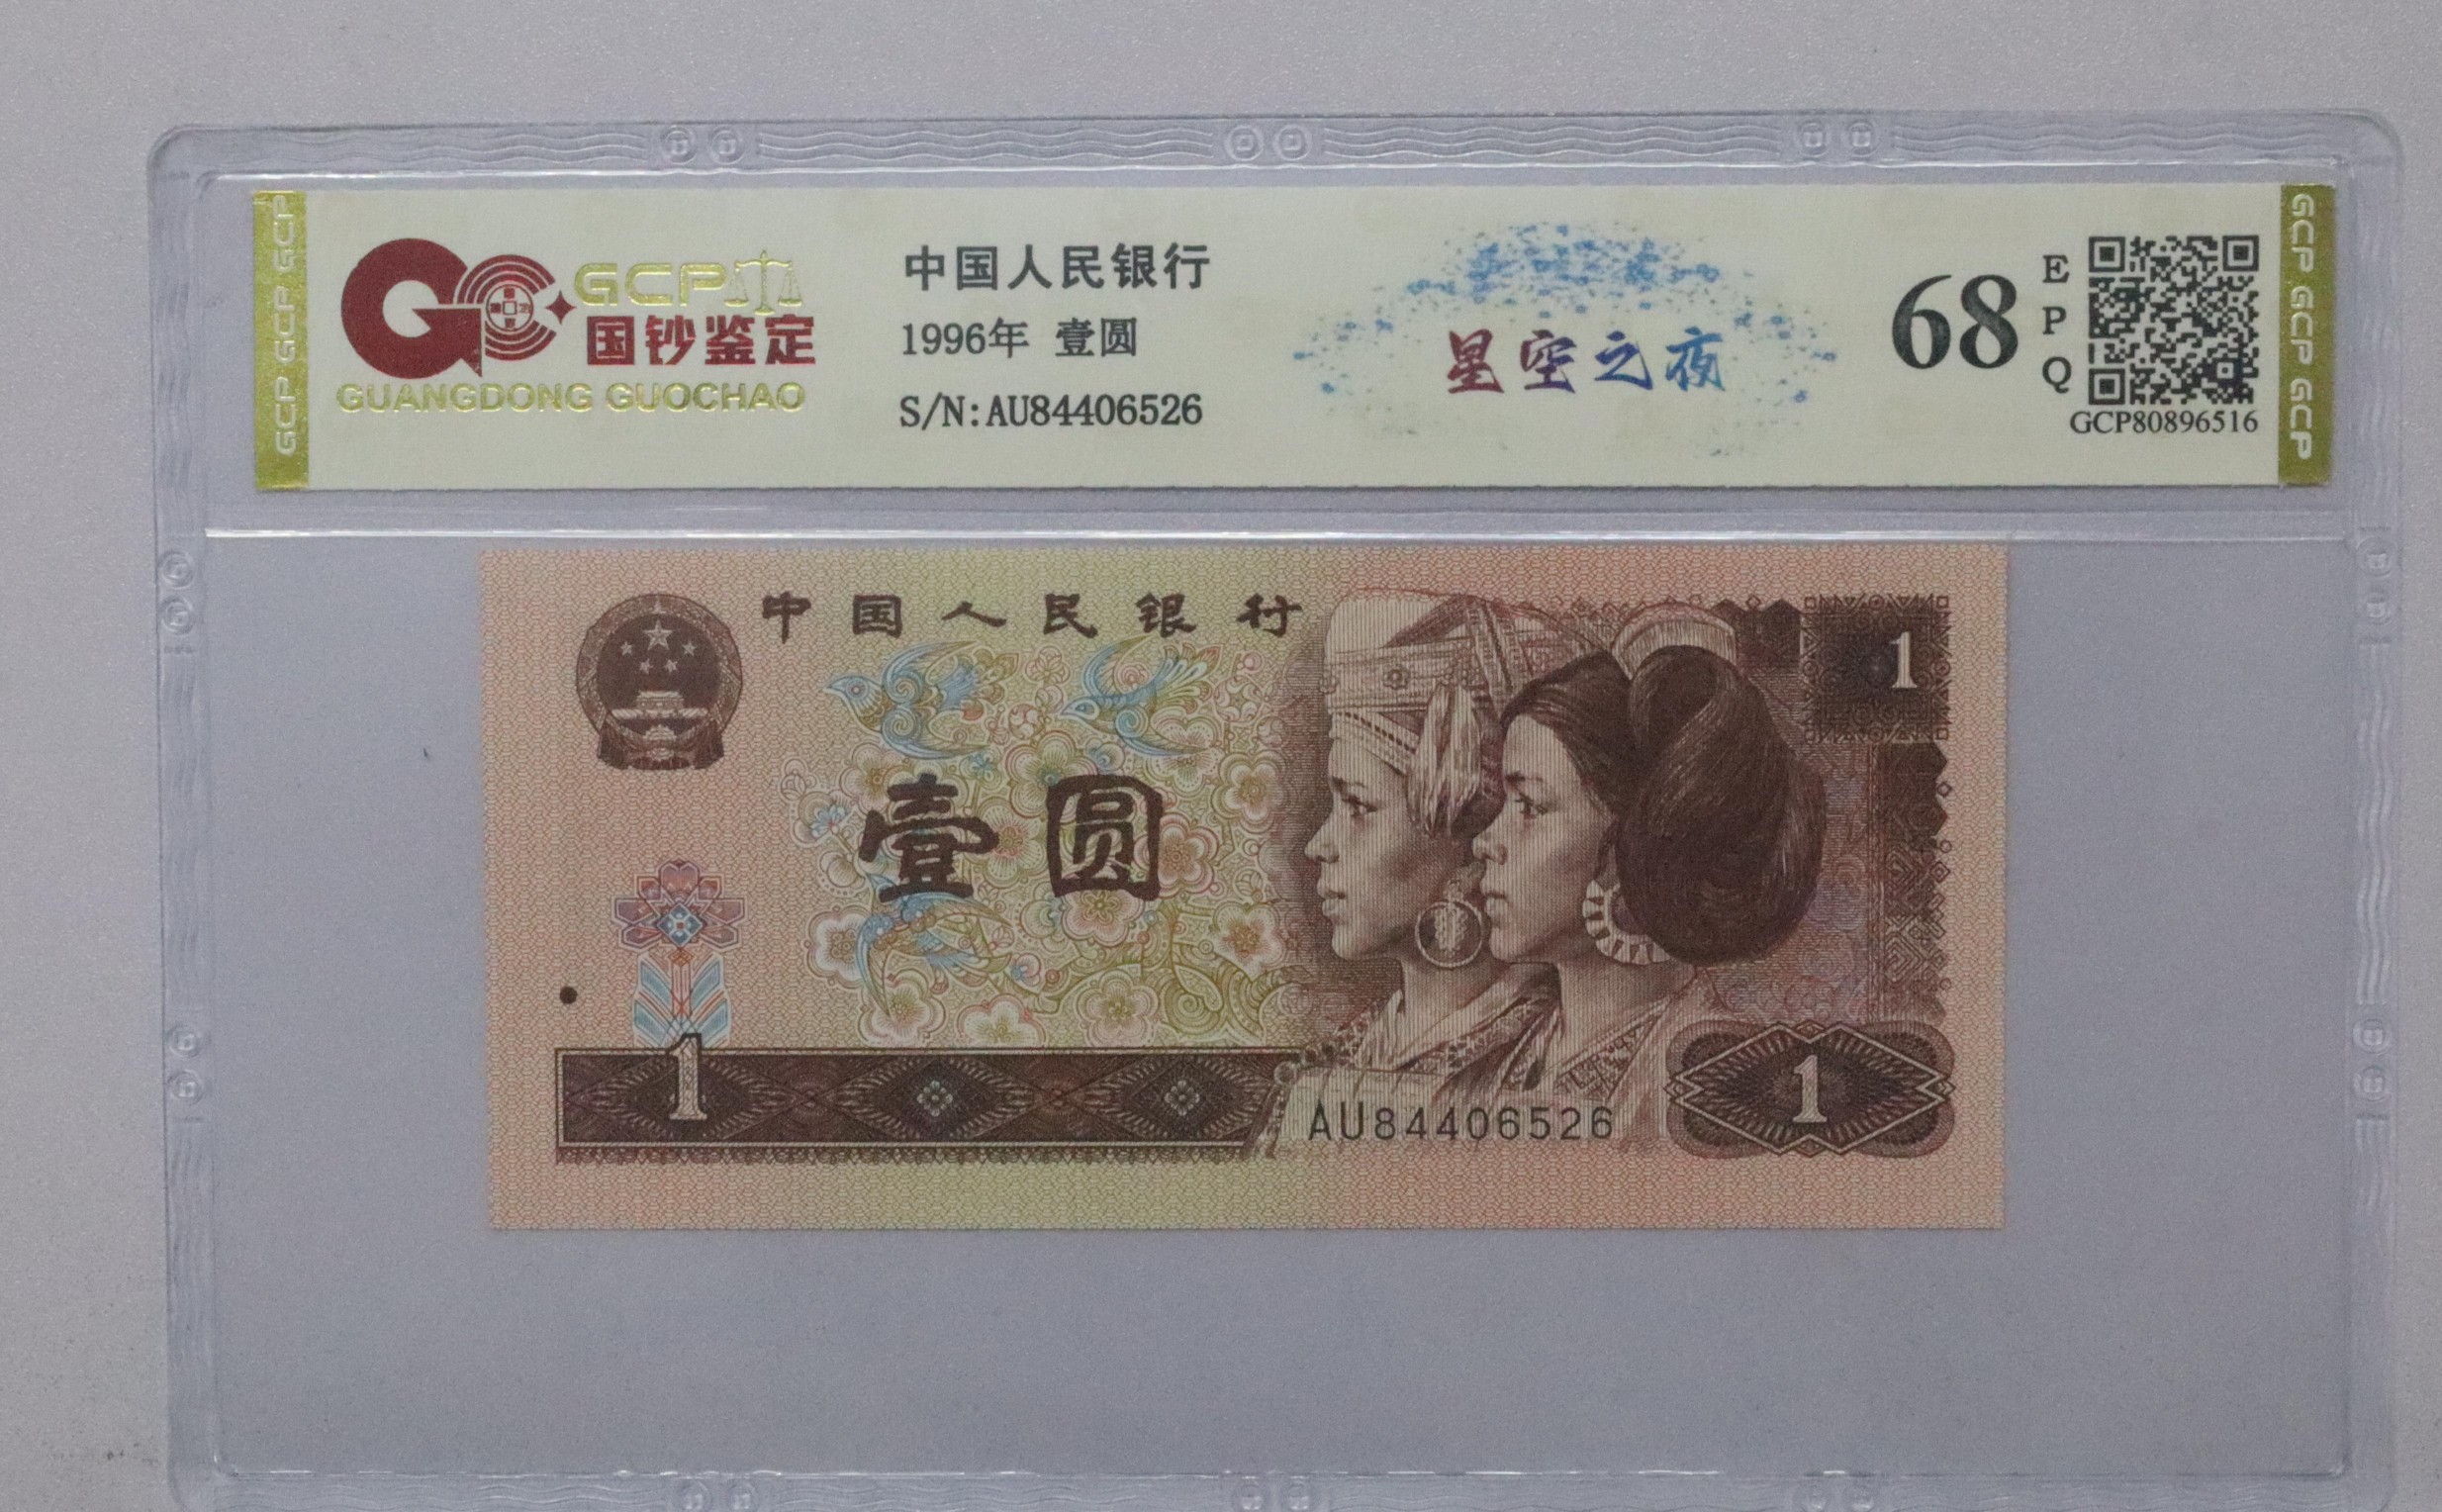 GCP GCP GCP
GCP
国钞鉴定
GUANGDONG GUOCHAO
中国人民银行
1996年 壹圆
S/N:AU84406526
星空之夜
68
EPQ
GCP80896516
GCP GCP GCP
中国人民银行
1
壹圆
1
AU84406526
1